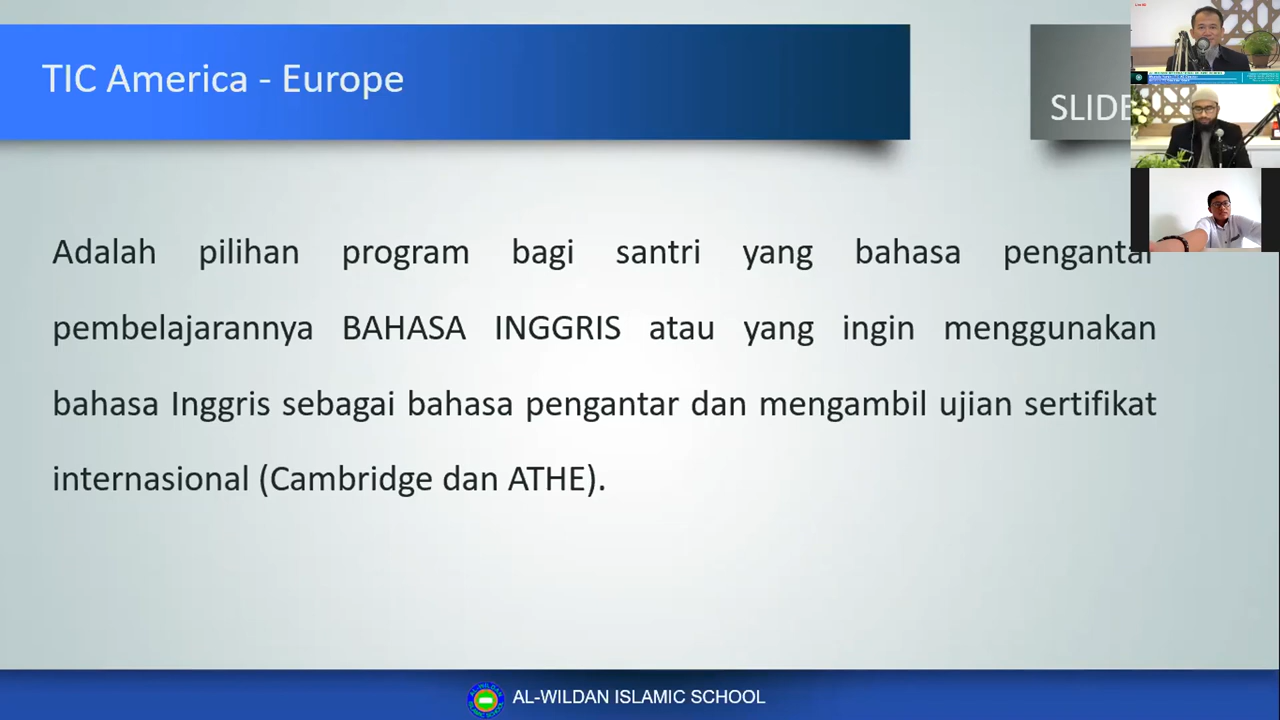 TIC America - Europe
SLIDE
Adalah pilihan program bagi santri yang bahasa pengantar
pembelajarannya BAHASA INGGRIS atau yang ingin menggunakan
bahasa Inggris sebagai bahasa pengantar dan mengambil ujian sertifikat
internasional (Cambridge dan ATHE).
AL-WILDAN ISLAMIC SCHOOL